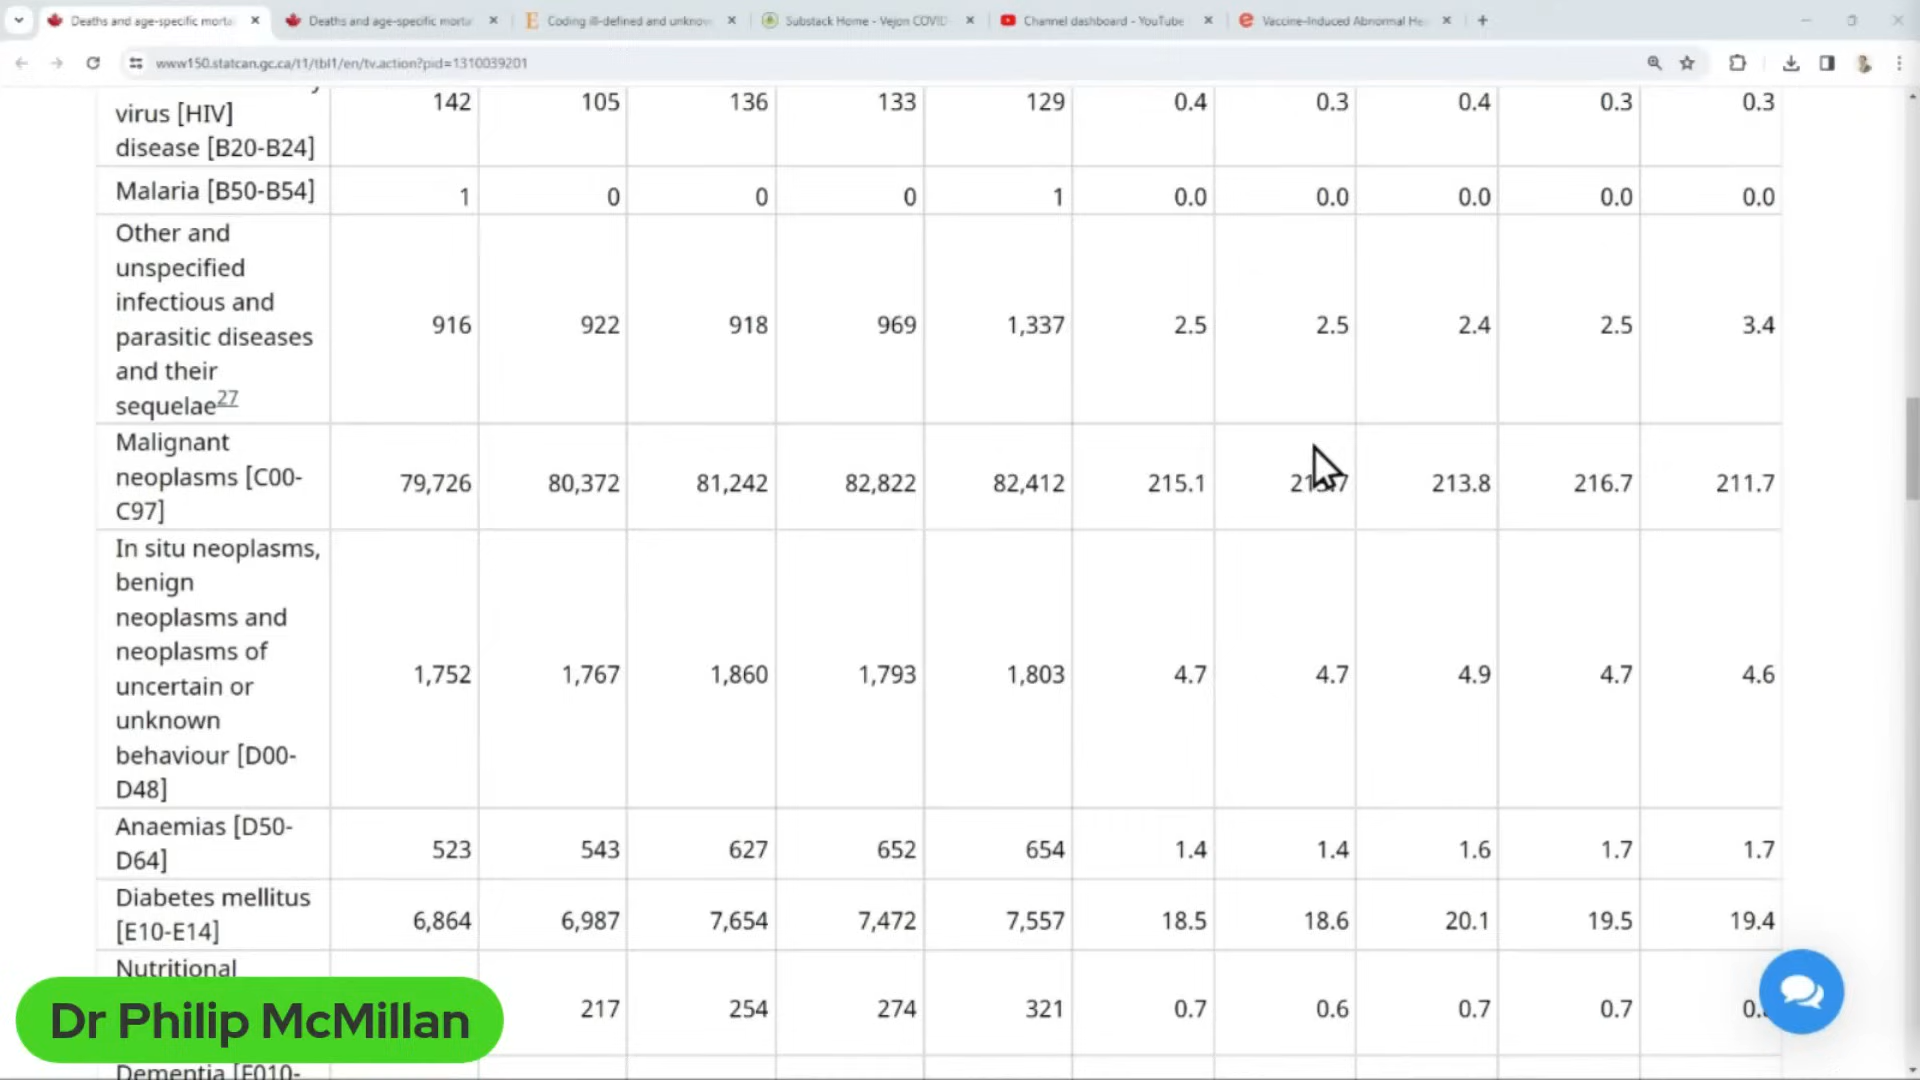 Deaths and age-specific morta
Deaths and age-specific morta
Coding ill-defined and unknow
Substack Home - Vejon COVID
Channel dashboard - YouTube
Vaccine-Induced Abnormal He
www150.statcan.gc.ca/t1/tbl1/en/tv.action?pid=1310039201
virus [HIV]
disease [B20-B24]
142 105 136 133 129 0.4 0.3 0.4 0.3 0.3
Malaria [B50-B54]
1 0 0 0 1 0.0 0.0 0.0 0.0 0.0
Other and
unspecified
infectious and
parasitic diseases
and their
sequelae27
916 922 918 969 1,337 2.5 2.5 2.4 2.5 3.4
Malignant
neoplasms [C00-
C97]
79,726 80,372 81,242 82,822 82,412 215.1 213.8 216.7 211.7
In situ neoplasms,
benign
neoplasms and
neoplasms of
uncertain or
unknown
behaviour [D00-
D48]
1,752 1,767 1,860 1,793 1,803 4.7 4.7 4.9 4.7 4.6
Anaemias [D50-
D64]
523 543 627 652 654 1.4 1.4 1.6 1.7 1.7
Diabetes mellitus
[E10-E14]
6,864 6,987 7,654 7,472 7,557 18.5 18.6 20.1 19.5 19.4
Nutritional
217 254 274 321 0.7 0.6 0.7 0.7
Dr Philip McMillan
Dementia [F010-